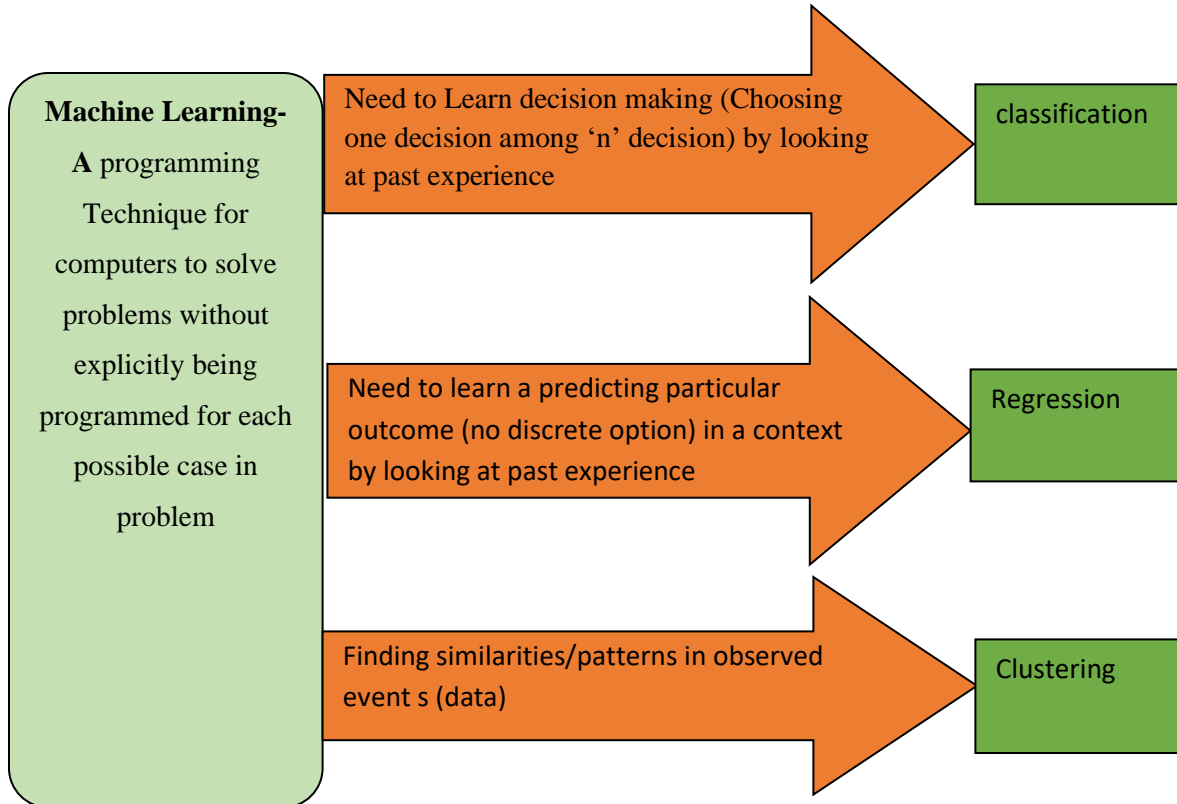 Machine Learning-
A programming
Technique for
computers to solve
problems without
explicitly being
programmed for each
possible case in
problem
Need to Learn decision making (Choosing
one decision among ‘n’ decision) by looking
at past experience
classification
Need to learn a predicting particular
outcome (no discrete option) in a context
by looking at past experience
Regression
Finding similarities/patterns in observed
event s (data)
Clustering